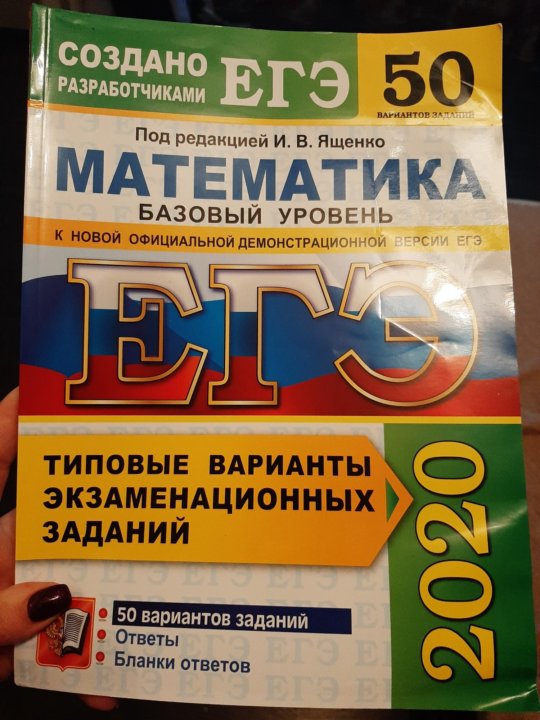 СОЗДАНО
РАЗРАБОТЧИКАМИ
ЕГЭ
50
ВАРИАНТОВ ЗАДАНИЙ
Под редакцией И. В. Ященко
МАТЕМАТИКА
БАЗОВЫЙ УРОВЕНЬ
К НОВОЙ ОФИЦИАЛЬНОЙ ДЕМОНСТРАЦИОННОЙ ВЕРСИИ ЕГЭ
ЕГЭ
ТИПОВЫЕ ВАРИАНТЫ
ЭКЗАМЕНАЦИОННЫХ
ЗАДАНИЙ
2020
50 вариантов заданий
Ответы
Бланки ответов